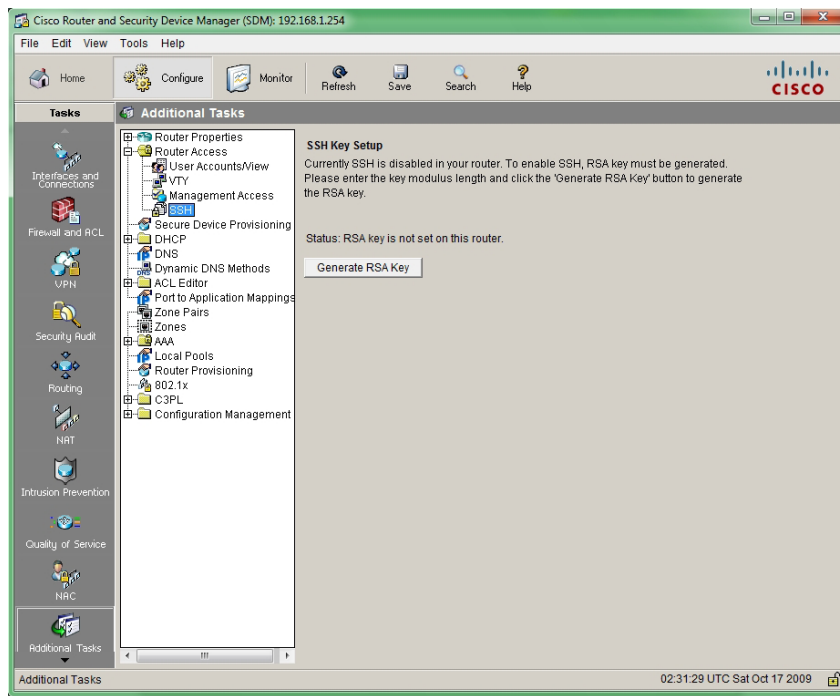 Cisco Router and Security Device Manager (SDM): 192.168.1.254
File Edit View Tools Help
Home Configure Monitor Refresh Save Search Help
CISCO
Tasks
Additional Tasks
Interfaces and
Connections
Firewall and ACL
VPN
Security Audit
Routing
NAT
Intrusion Prevention
Quality of Service
NAC
Additional Tasks
Router Properties
Router Access
User Accounts/View
VTY
Management Access
SSH
Secure Device Provisioning
DHCP
DNS
Dynamic DNS Methods
ACL Editor
Port to Application Mappings
Zone Pairs
Zones
AAA
Local Pools
Router Provisioning
802.1x
C3PL
Configuration Management
SSH Key Setup
Currently SSH is disabled in your router. To enable SSH, RSA key must be generated.
Please enter the key modulus length and click the 'Generate RSA Key' button to generate
the RSA key.
Status: RSA key is not set on this router.
Generate RSA Key
Additional Tasks
02:31:29 UTC Sat Oct 17 2009